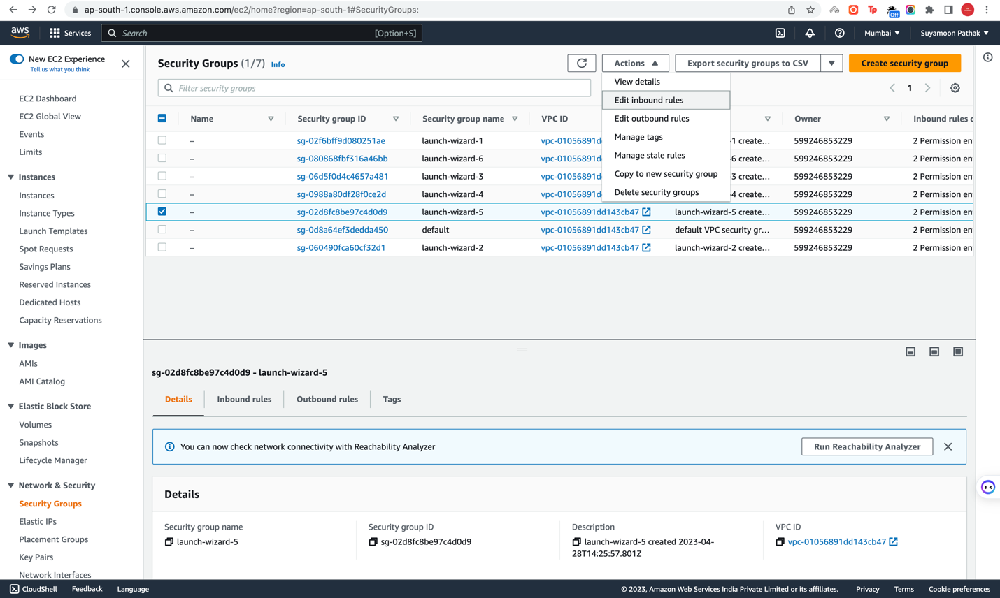 ap-south-1.console.aws.amazon.com/ec2/home?region=ap-south-1#SecurityGroups:
Off
aws
Services
Search
[Option+S]
Mumbai
Suyamoon Pathak
New EC2 Experience
Tell us what you think
EC2 Dashboard
EC2 Global View
Events
Limits
Instances
Instances
Instance Types
Launch Templates
Spot Requests
Savings Plans
Reserved Instances
Dedicated Hosts
Capacity Reservations
Images
AMIs
AMI Catalog
Elastic Block Store
Volumes
Snapshots
Lifecycle Manager
Network & Security
Security Groups
Elastic IPs
Placement Groups
Key Pairs
Network Interfaces
Security Groups (1/7) Info
Actions
Export security groups to CSV
Create security group
Filter security groups
1
View details
Edit inbound rules
Edit outbound rules
Manage tags
Manage stale rules
Copy to new security group
Delete security groups
Name Security group ID Security group name VPC ID Owner Inbound rules c
– sg-02f6bff9d080251ae launch-wizard-1 vpc-01056891d -1 create... 599246853229 2 Permission en
– sg-080868fbf316a46bb launch-wizard-6 vpc-01056891d -6 create... 599246853229 2 Permission en
– sg-06d5f0d4c4657a481 launch-wizard-3 vpc-01056891d -3 create... 599246853229 2 Permission en
– sg-0988a80df28f0ce2d launch-wizard-4 vpc-01056891d -4 create... 599246853229 2 Permission en
– sg-02d8fc8be97c4d0d9 launch-wizard-5 vpc-01056891dd143cb47 launch-wizard-5 create... 599246853229 2 Permission en
– sg-0d8a64ef3dedda450 default vpc-01056891dd143cb47 default VPC security gr... 599246853229 2 Permission en
– sg-060490fca60cf32d1 launch-wizard-2 vpc-01056891dd143cb47 launch-wizard-2 create... 599246853229 2 Permission en
sg-02d8fc8be97c4d0d9 - launch-wizard-5
Details
Inbound rules
Outbound rules
Tags
You can now check network connectivity with Reachability Analyzer
Run Reachability Analyzer
Details
Security group name
launch-wizard-5
Security group ID
sg-02d8fc8be97c4d0d9
Description
launch-wizard-5 created 2023-04-
28T14:25:57.801Z
VPC ID
vpc-01056891dd143cb47
CloudShell
Feedback
Language
© 2023, Amazon Web Services India Private Limited or its affiliates.
Privacy
Terms
Cookie preferences